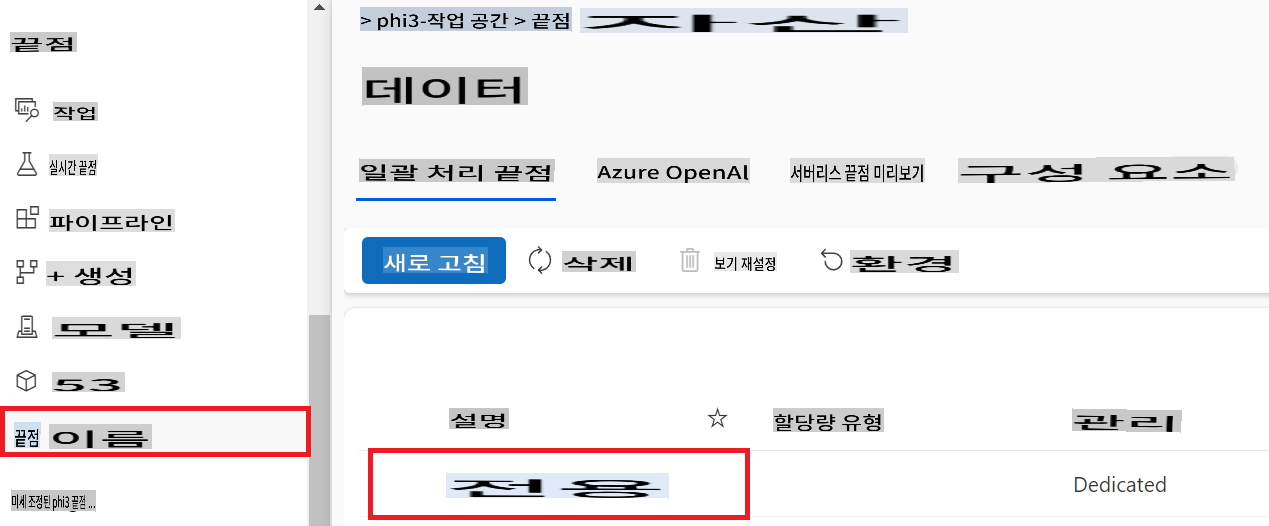 > phi3-작업 공간 > 끝점 자산
끝점
데이터
작업
실시간 끝점
파이프라인
+ 생성
모델
53
끝점 이름
미세 조정된 phi3 끝점 ...
일괄 처리 끝점 Azure OpenAI 서버리스 끝점 미리보기 구성 요소
새로 고침 삭제 보기 재설정 환경
설명 할당량 유형 관리
전용 Dedicated